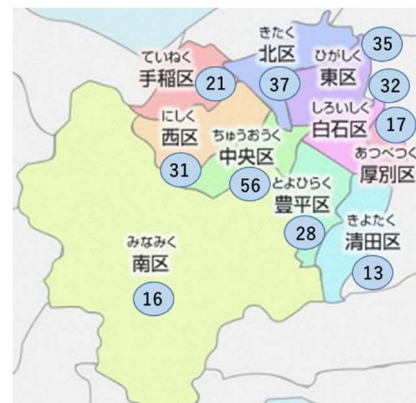 きたく
北区
37
ひがしく
東区
35
ていねく
手稲区
21
しろいしく
白石区
32
にしく
西区
31
ちゅうおうく
中央区
56
あつべつく
厚別区
17
とよひらく
豊平区
28
きよたく
清田区
13
みなみく
南区
16